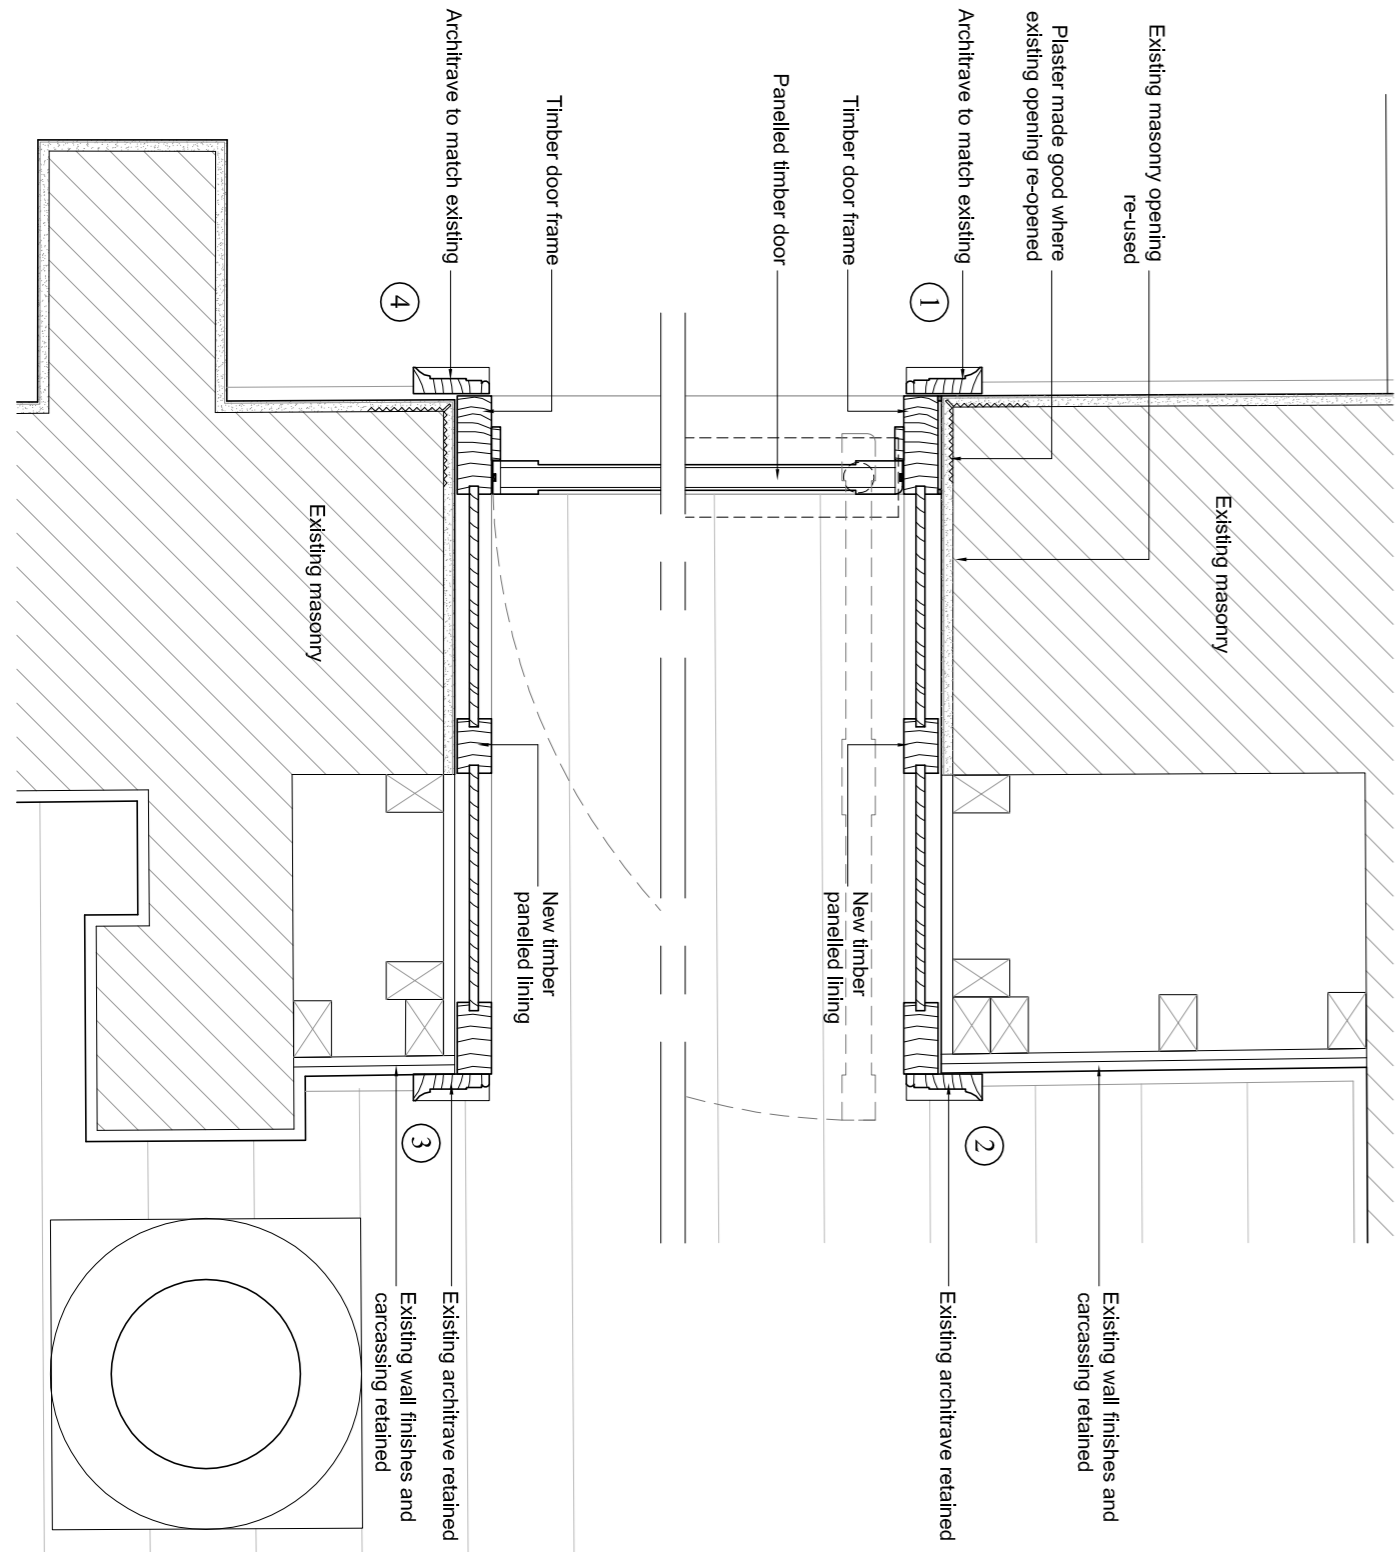 Existing masonry opening
re-used
Plaster made good where
existing opening re-opened
Architrave to match existing
Timber door frame
Panelled timber door
Timber door frame
Architrave to match existing
1
4
Existing masonry
Existing masonry
New timber
panelled lining
New timber
panelled lining
2
3
Existing wall finishes and
carcassing retained
Existing architrave retained
Existing architrave retained
Existing wall finishes and
carcassing retained